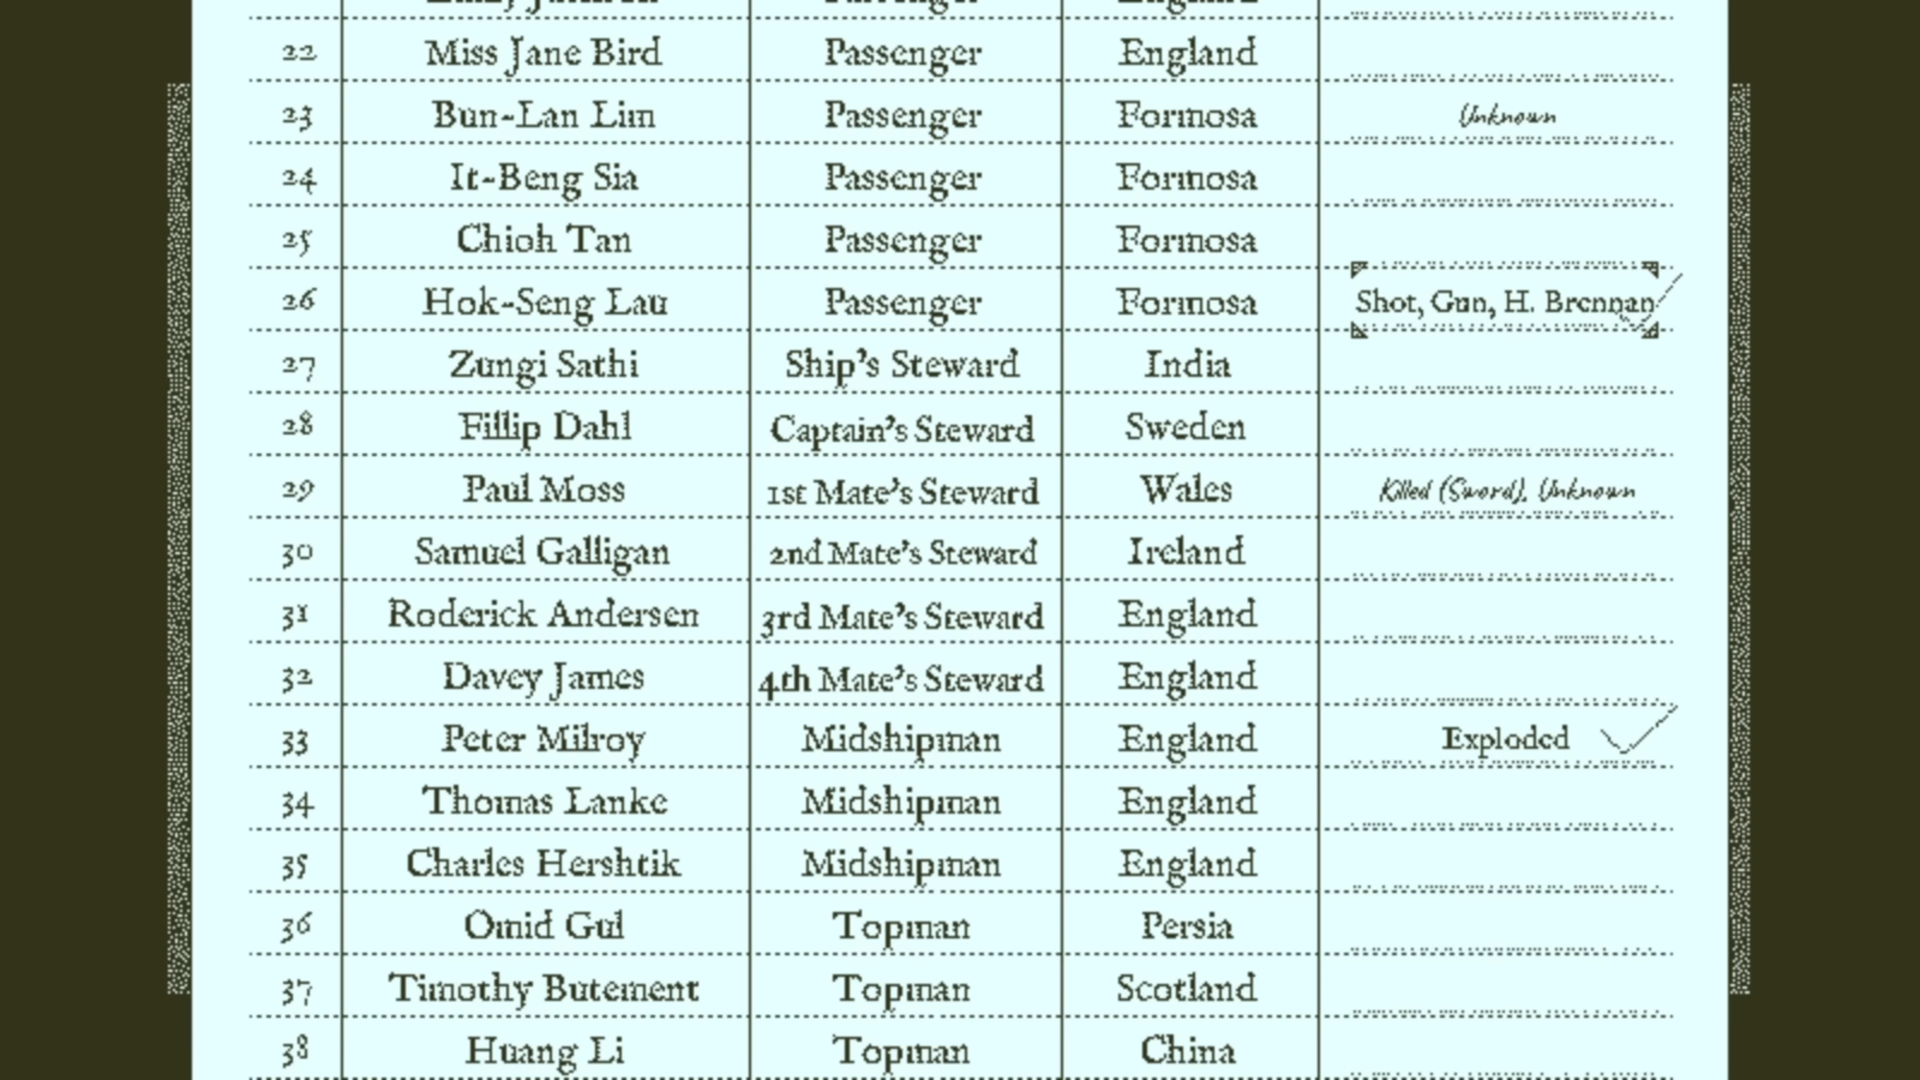 22 Miss Jane Bird Passenger England
23 Bun-Lan Lim Passenger Formosa Unknown
24 It-Beng Sia Passenger Formosa
25 Chioh Tan Passenger Formosa
26 Hok-Seng Lau Passenger Formosa Shot, Gun, H. Brennan
27 Zungi Sathi Ship's Steward India
28 Fillip Dahl Captain's Steward Sweden
29 Paul Moss 1st Mate's Steward Wales Killed (Sword), Unknown
30 Samuel Galligan 2nd Mate's Steward Ireland
31 Roderick Andersen 3rd Mate's Steward England
32 Davey James 4th Mate's Steward England
33 Peter Milroy Midshipman England Exploded
34 Thomas Lanke Midshipman England
35 Charles Hershtik Midshipman England
36 Omid Gul Topman Persia
37 Timothy Butement Topman Scotland
38 Huang Li Topman China